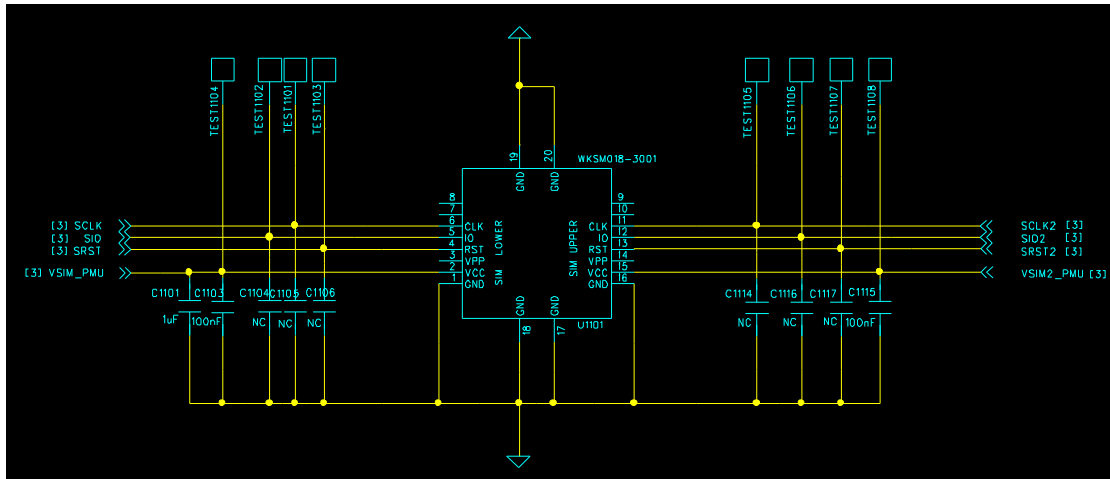 TEST1104
TEST1102
TEST1101
TEST1103
TEST1105
TEST1106
TEST1107
TEST1108
WKSM018-3001
19
20
GND
GND
8
7
6
5
4
3
2
1
CLK
IO
RST
VPP
VCC
GND
SIM LOWER
SIM UPPER
CLK
IO
RST
VPP
VCC
GND
9
10
11
12
13
14
15
16
[3] SCLK
[3] SIO
[3] SRST
[3] VSIM_PMU
SCLK2 [3]
SIO2 [3]
SRST2 [3]
VSIM2_PMU [3]
C1101
C1103
C1104
C1105
C1106
1uF
100nF
NC
NC
NC
GND
GND
18
17
U1101
C1114
C1116
C1117
C1115
NC
NC
NC
100nF